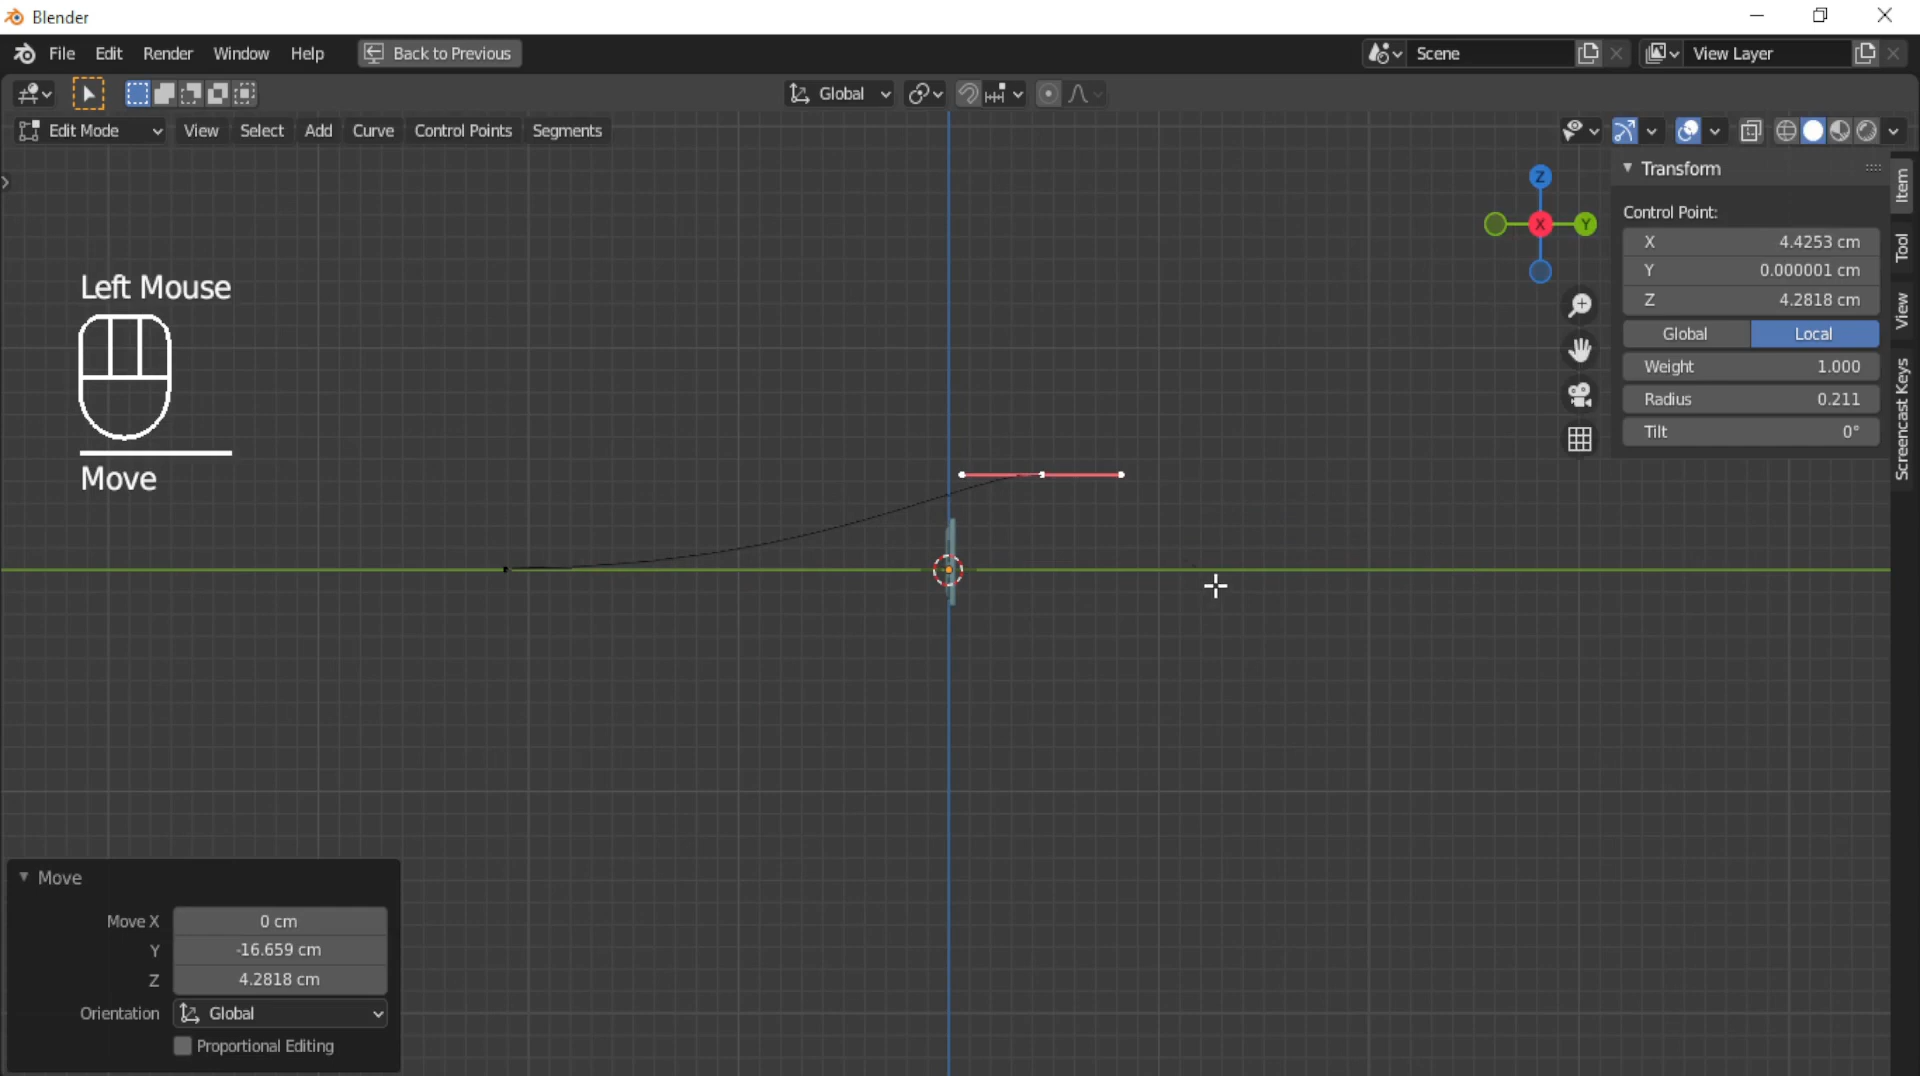 Blender
File Edit Render Window Help Back to Previous Scene View Layer
Global
Edit Mode View Select Add Curve Control Points Segments
Transform
Control Point:
X 4.4253 cm
Y 0.000001 cm
Z 4.2818 cm
Global Local
Weight 1.000
Radius 0.211
Tilt 0°
Item
Tool
View
Screencast Keys
Z
X
Y
Left Mouse
Move
Move
Move X 0 cm
Y -16.659 cm
Z 4.2818 cm
Orientation Global
Proportional Editing